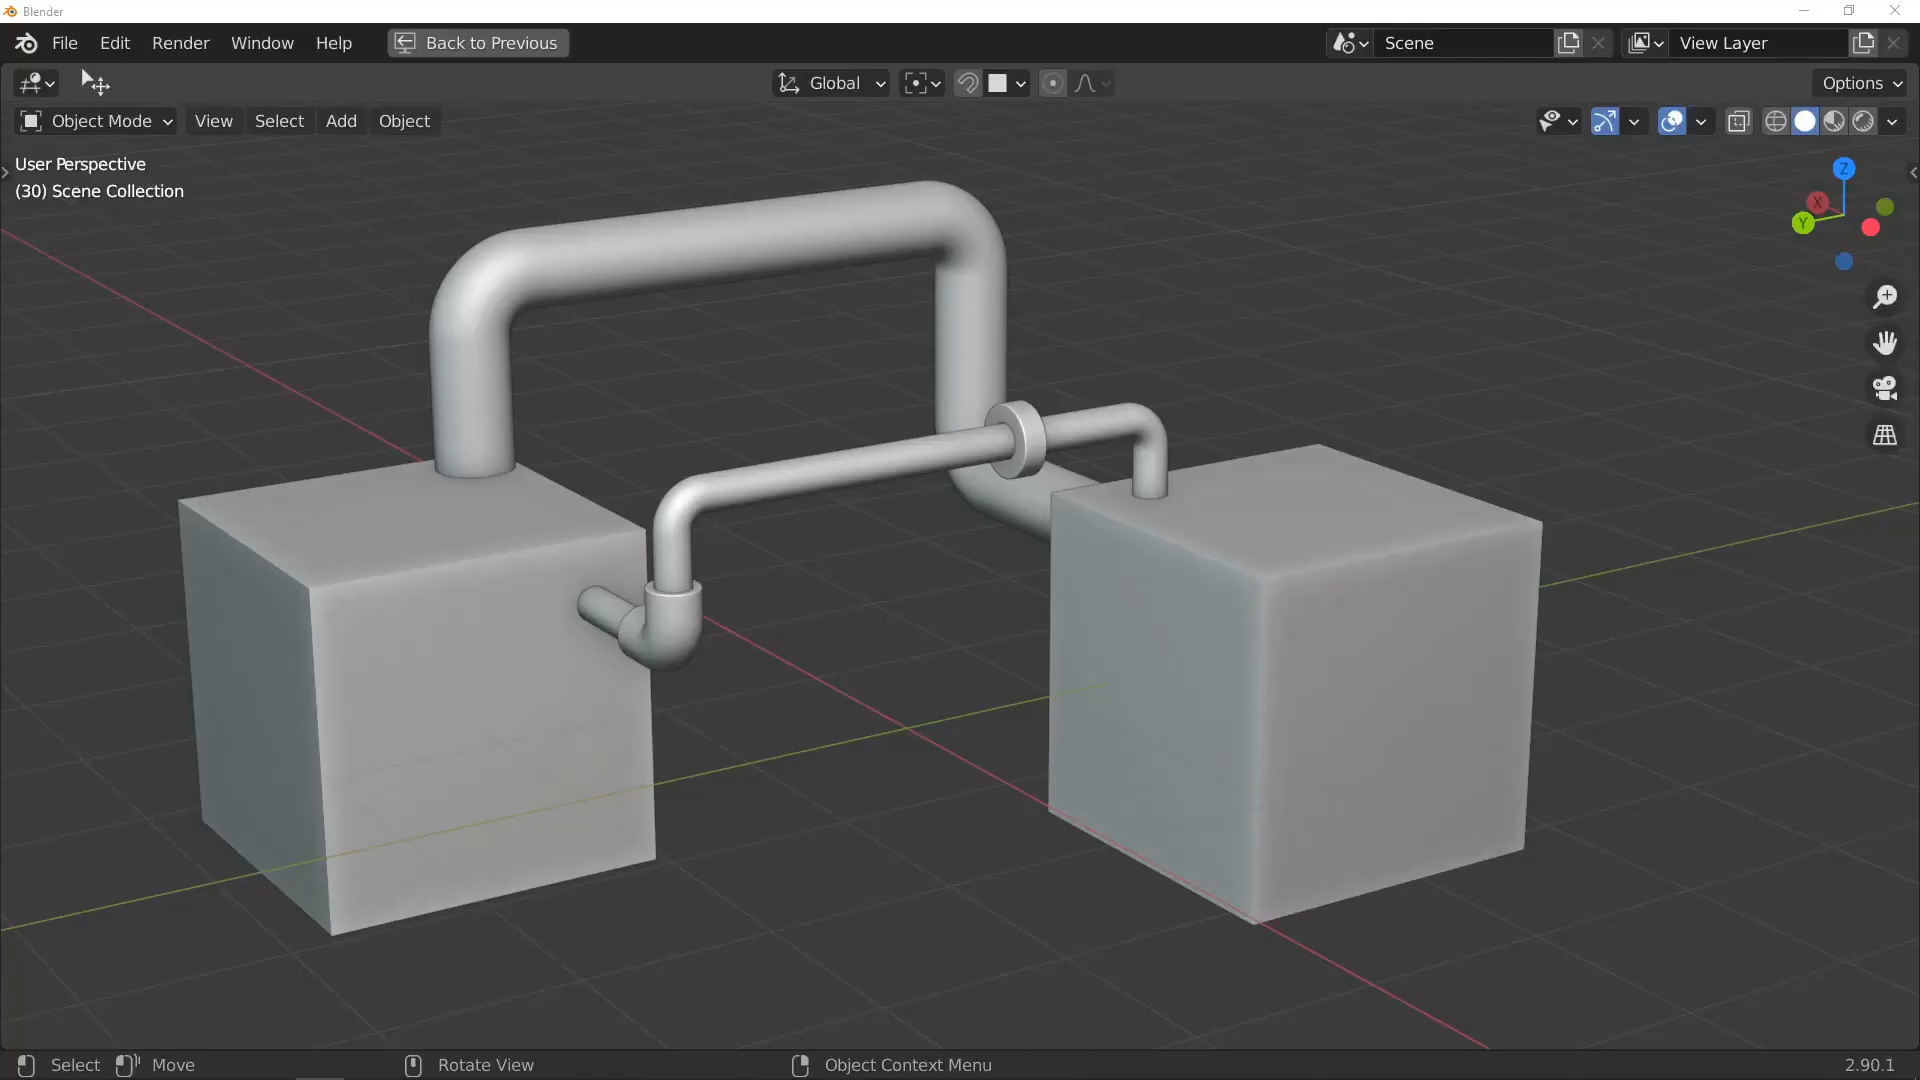 Blender
File Edit Render Window Help Back to Previous Scene View Layer
Global Options
Object Mode View Select Add Object
User Perspective
(30) Scene Collection
Z
X
Y
Select Move Rotate View Object Context Menu 2.90.1